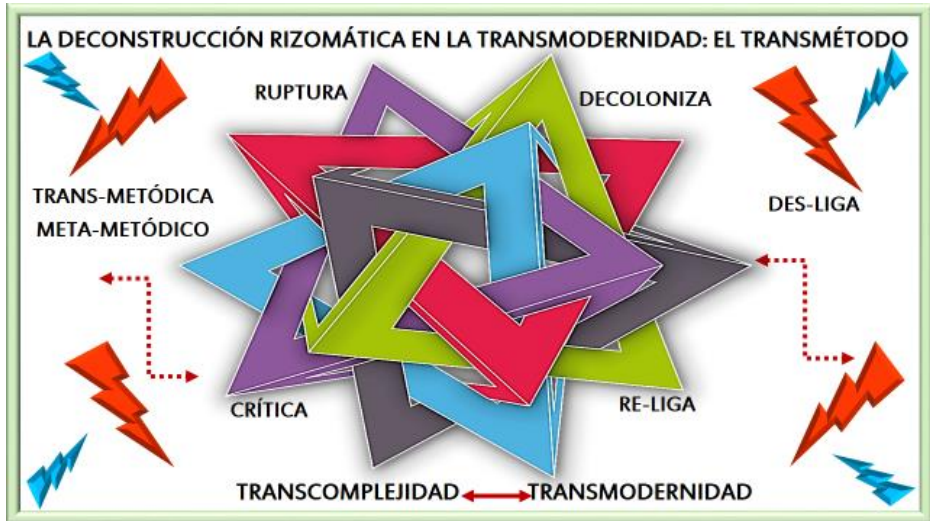 LA DECONSTRUCCIÓN RIZOMÁTICA EN LA TRANSMODERNIDAD: EL TRANSMÉTODO
RUPTURA
DECOLONIZA
TRANS-METÓDICA
META-METÓDICO
DES-LIGA
CRÍTICA
RE-LIGA
TRANSCOMPLEJIDAD TRANSMODERNIDAD